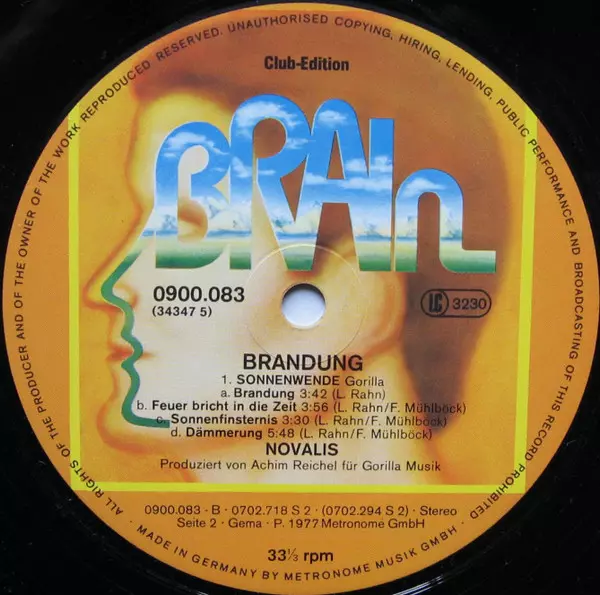 ALL RIGHTS OF THE PRODUCER AND OF THE OWNER OF THE WORK REPRODUCED RESERVED. UNAUTHORISED COPYING, HIRING, LENDING, PUBLIC PERFORMANCE AND BROADCASTING OF THIS RECORD PROHIBITED
Club-Edition
BRAIn
0900.083
(34347 5)
LC 3230
BRANDUNG
1. SONNENWENDE Gorilla
a. Brandung 3:42 (L. Rahn)
b. Feuer bricht in die Zeit 3:56 (L. Rahn/F. Mühlböck)
c. Sonnenfinsternis 3:30 (L. Rahn/F. Mühlböck)
d. Dämmerung 5:48 (L. Rahn/F. Mühlböck)
NOVALIS
Produziert von Achim Reichel für Gorilla Musik
0900.083 - B · 0702.718 S 2 · (0702.294 S 2) · Stereo
Seite 2 · Gema · P. 1977 Metronome GmbH
33⅓ rpm
· MADE IN GERMANY BY METRONOME MUSIK GMBH ·